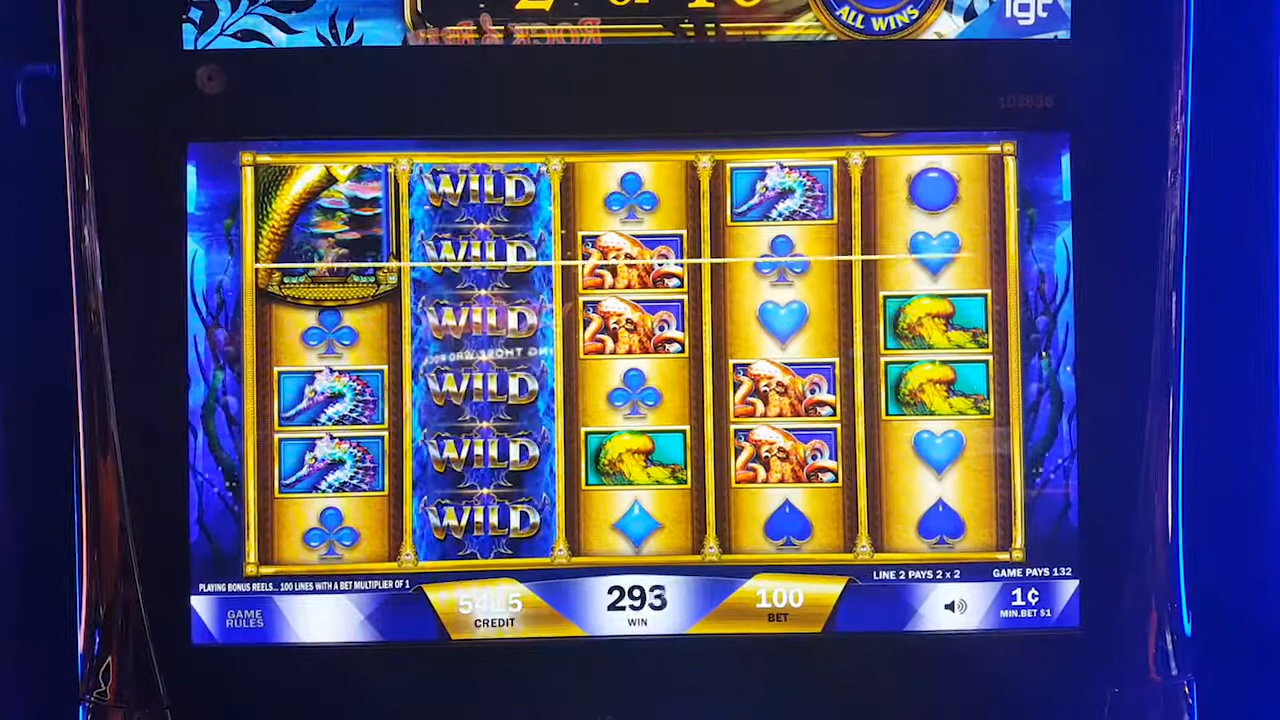 ALL WINS
igt
103836
WILD
WILD
WILD
WILD
WILD
WILD
PLAYING BONUS REELS... 100 LINES WITH A BET MULTIPLIER OF 1
LINE 2 PAYS 2 x 2
GAME PAYS 132
GAME
RULES
5415
CREDIT
293
WIN
100
BET
1¢
MIN.BET $1